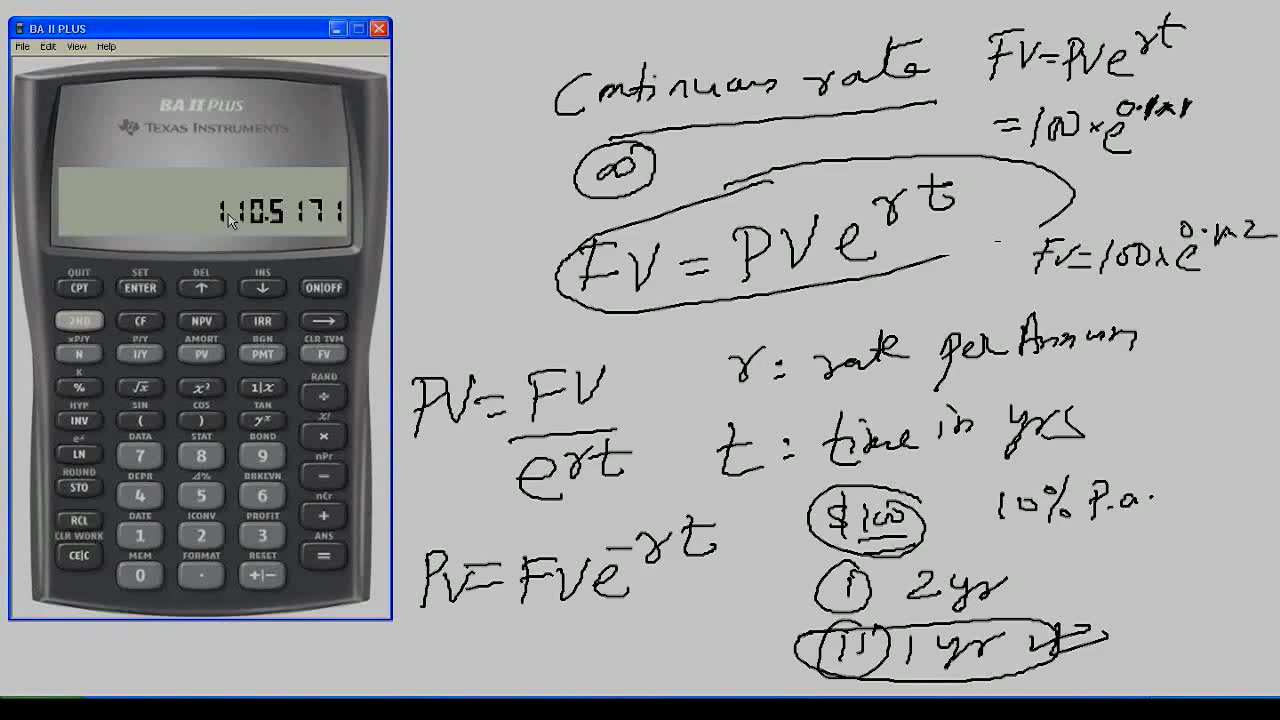 BA II PLUS
File Edit View Help
BA II PLUS
TEXAS INSTRUMENTS
110.5171
QUIT SET DEL INS
CPT ENTER ↑ ↓ ON|OFF
2ND CF NPV IRR →
xP/Y P/Y AMORT BGN CLR TVM
N I/Y PV PMT FV
K RAND
% √x x² 1|x ÷
HYP SIN COS TAN x!
INV ( ) yˣ ×
eˣ DATA STAT BOND nPr
LN 7 8 9 −
ROUND DEPR Δ% BRKEVN nCr
STO 4 5 6 +
DATE ICONV PROFIT
RCL 1 2 3
CLR WORK MEM FORMAT RESET ANS
CE|C 0 . +|− =
Continuous rate
∞
FV = PVe^rt
FV=PVe^rt
=100×e^0.1×1
FV=100×e^0.1×2
PV= FV
e^rt
PV= FVe^-rt
r: rate per Annum
t: time in yrs
$100 10% P.a.
i 2 yr
ii 1 yr